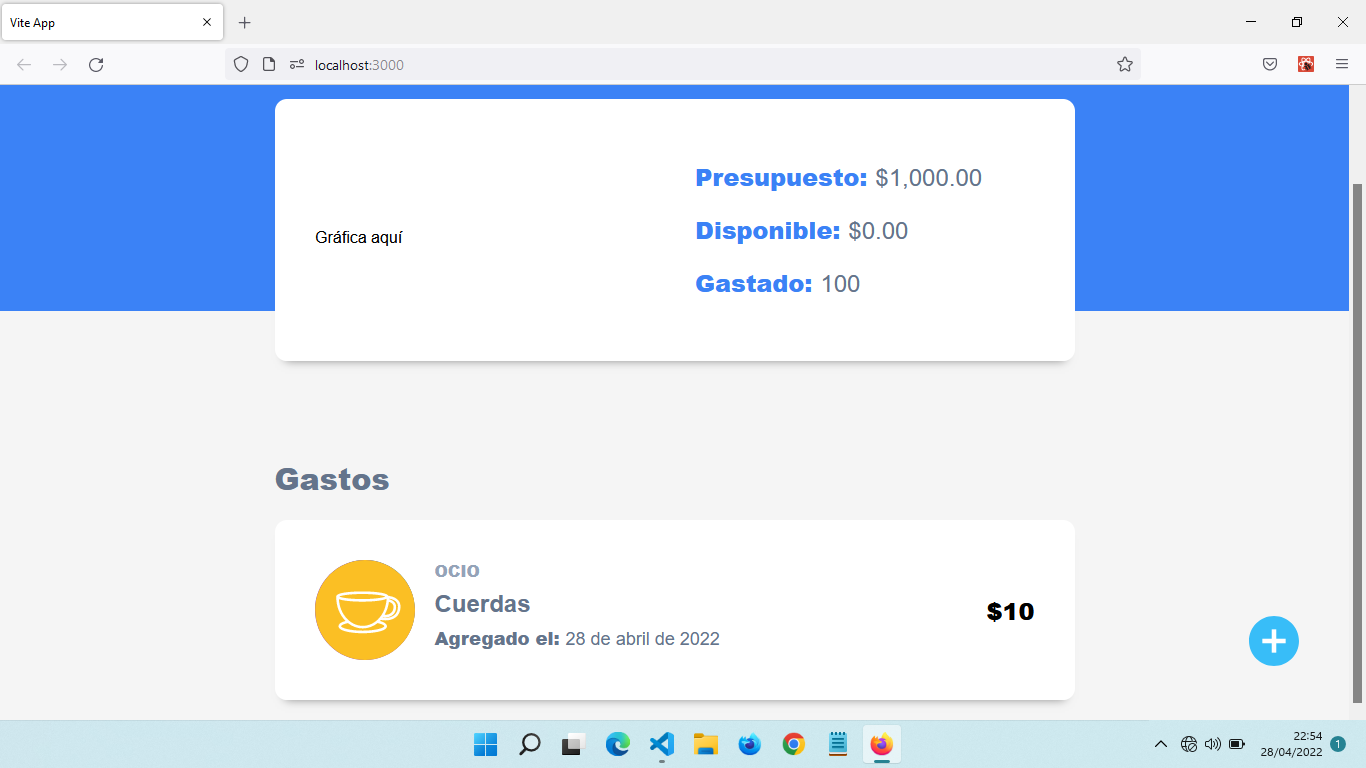 Vite App
localhost:3000
Presupuesto: $1,000.00
Disponible: $0.00
Gráfica aquí
Gastado: 100
Gastos
OCIO
Cuerdas
Agregado el: 28 de abril de 2022
$10
22:54
28/04/2022
1